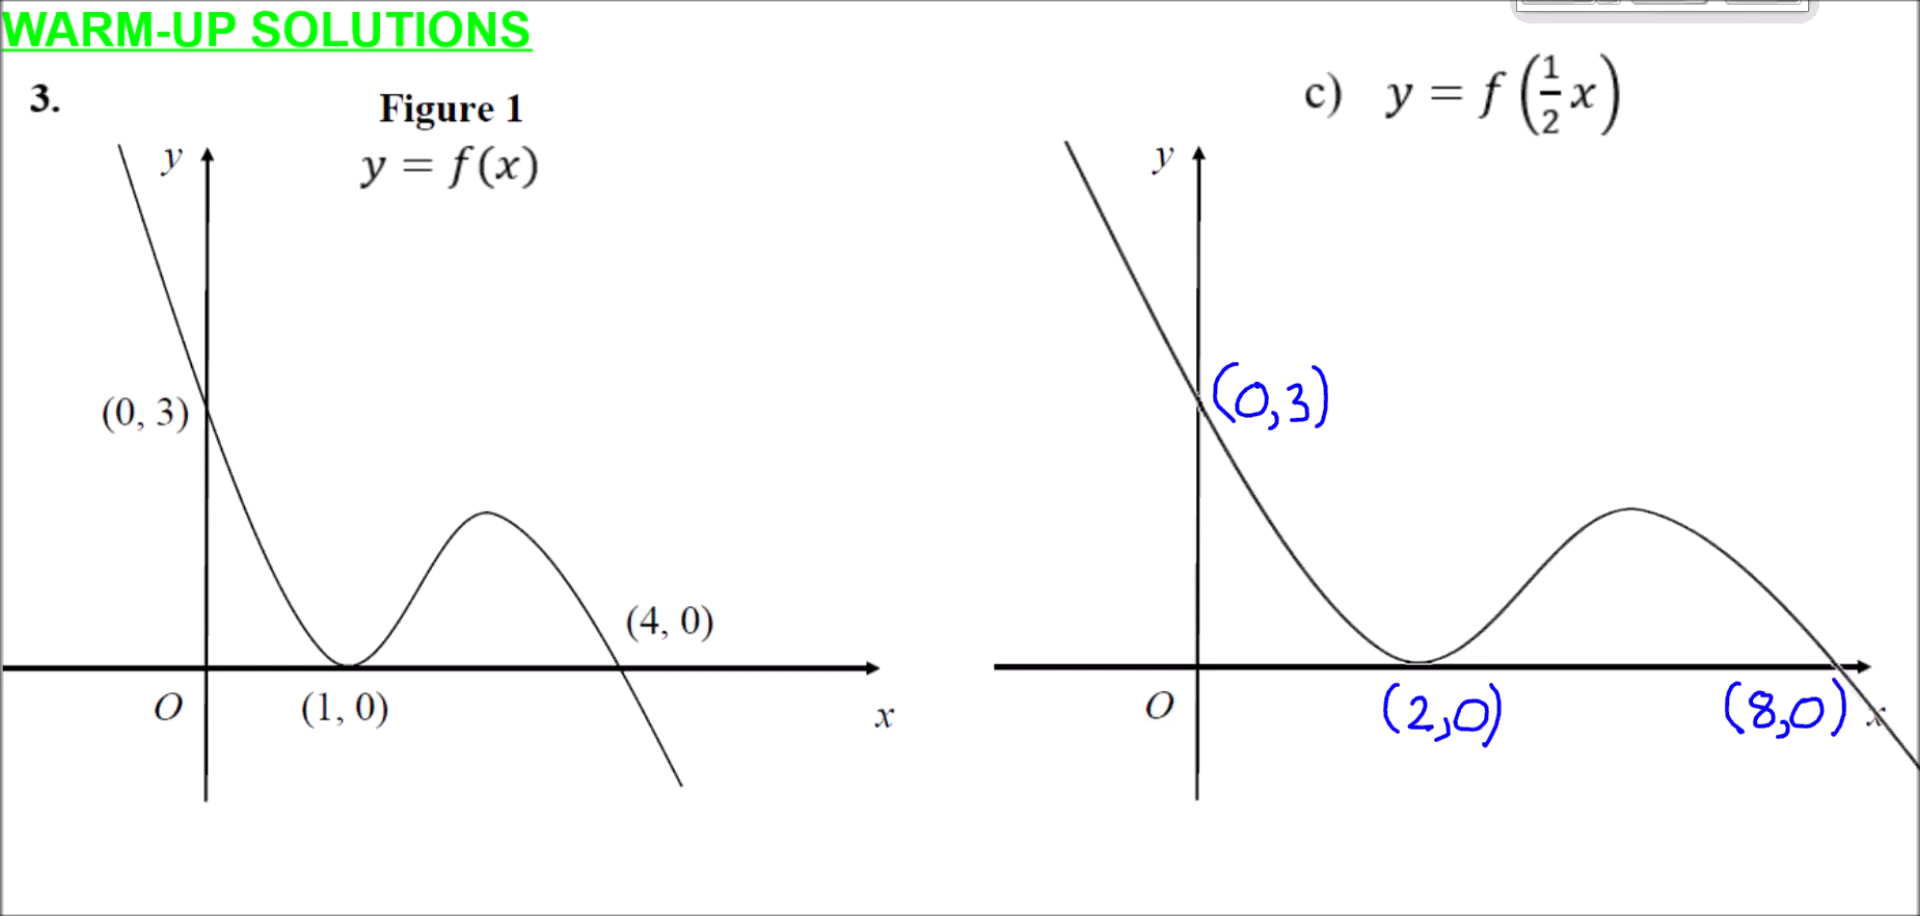 WARM-UP SOLUTIONS
3.
Figure 1
y = f(x)
y
(0, 3)
(4, 0)
O
(1, 0)
x
c) y = f(1/2 x)
y
(0,3)
O
(2,0)
(8,0)
x